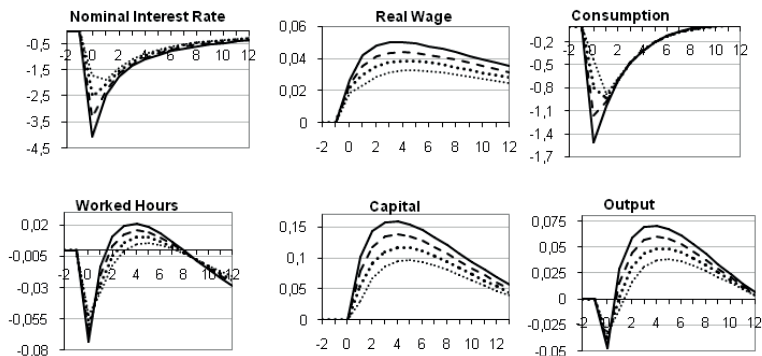 Nominal Interest Rate
-0,5
-1,5
-2,5
-3,5
-4,5
-2 0 2 4 6 8 10 12
Real Wage
0,06
0,04
0,02
0
-2 0 2 4 6 8 10 12
Consumption
-0,2
-0,5
-0,8
-1,1
-1,4
-1,7
-2 0 2 4 6 8 10 12
Worked Hours
0,02
-0,005
-0,03
-0,055
-0,08
-2 0 2 4 6 8 10 12
Capital
0,15
0,1
0,05
0
-2 0 2 4 6 8 10 12
Output
0,075
0,05
0,025
0
-0,025
-0,05
-2 0 2 4 6 8 10 12